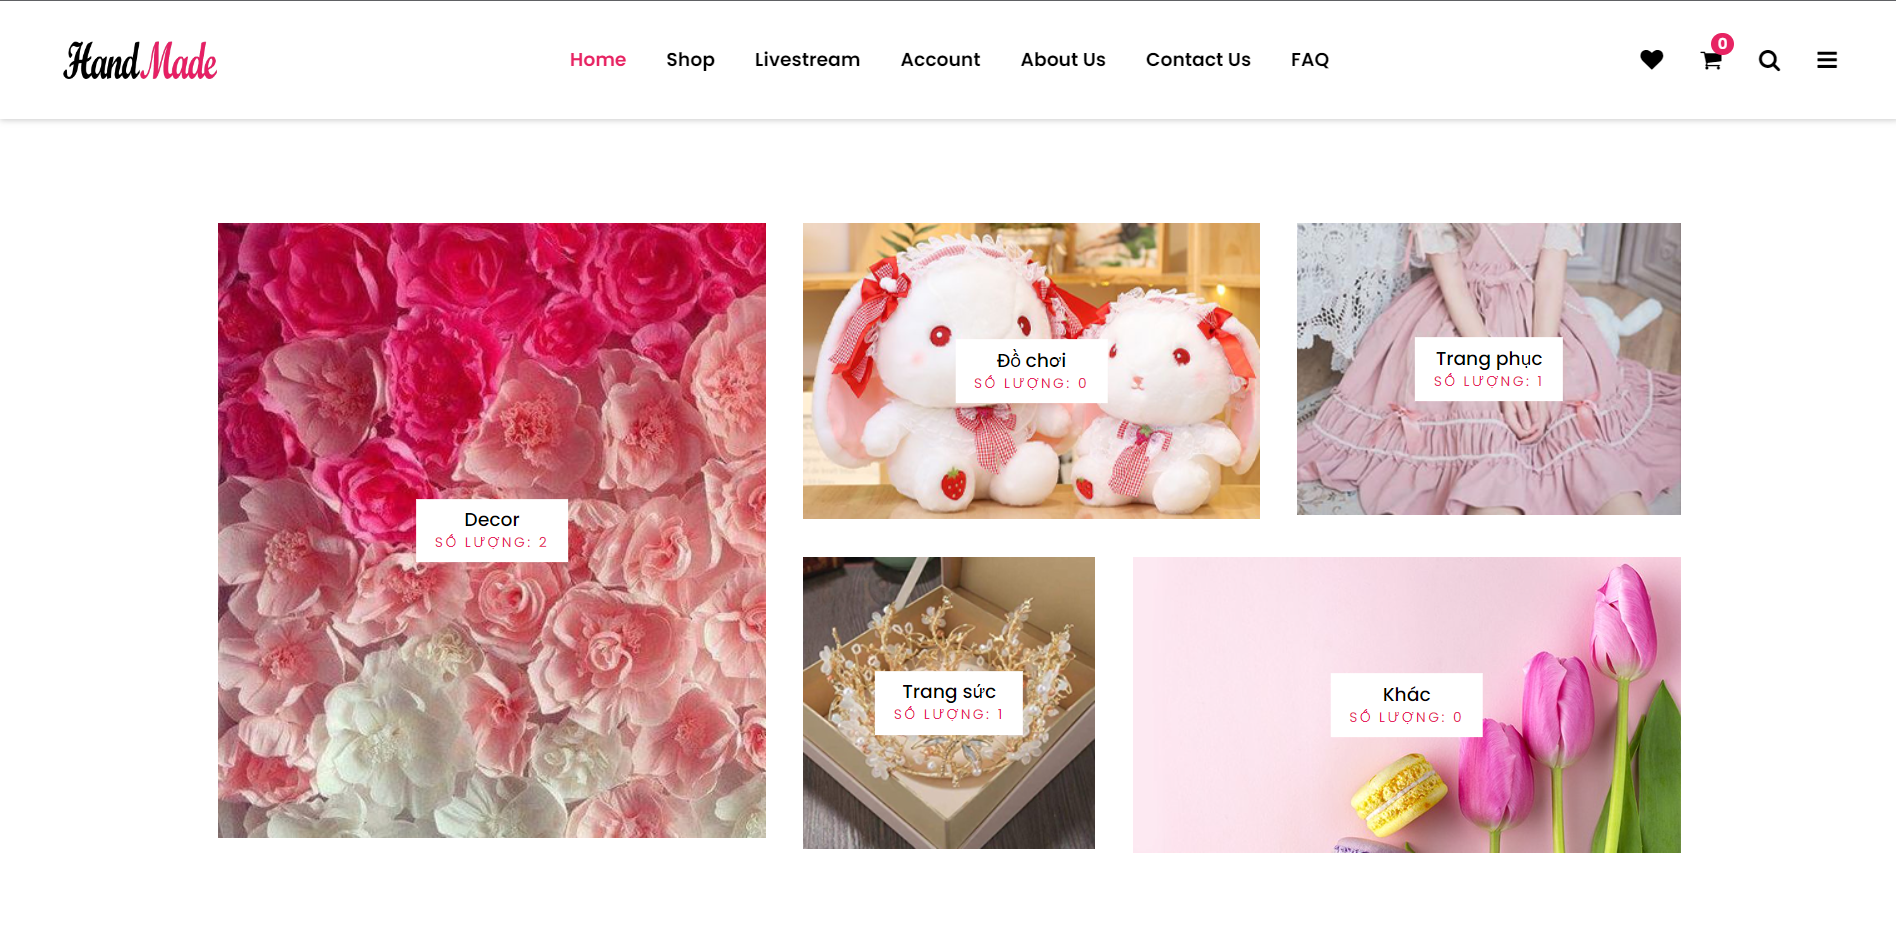 HandMade
Home Shop Livestream Account About Us Contact Us FAQ
0
Decor
SỐ LƯỢNG: 2
Đồ chơi
SỐ LƯỢNG: 0
Trang phục
SỐ LƯỢNG: 1
Trang sức
SỐ LƯỢNG: 1
Khác
SỐ LƯỢNG: 0